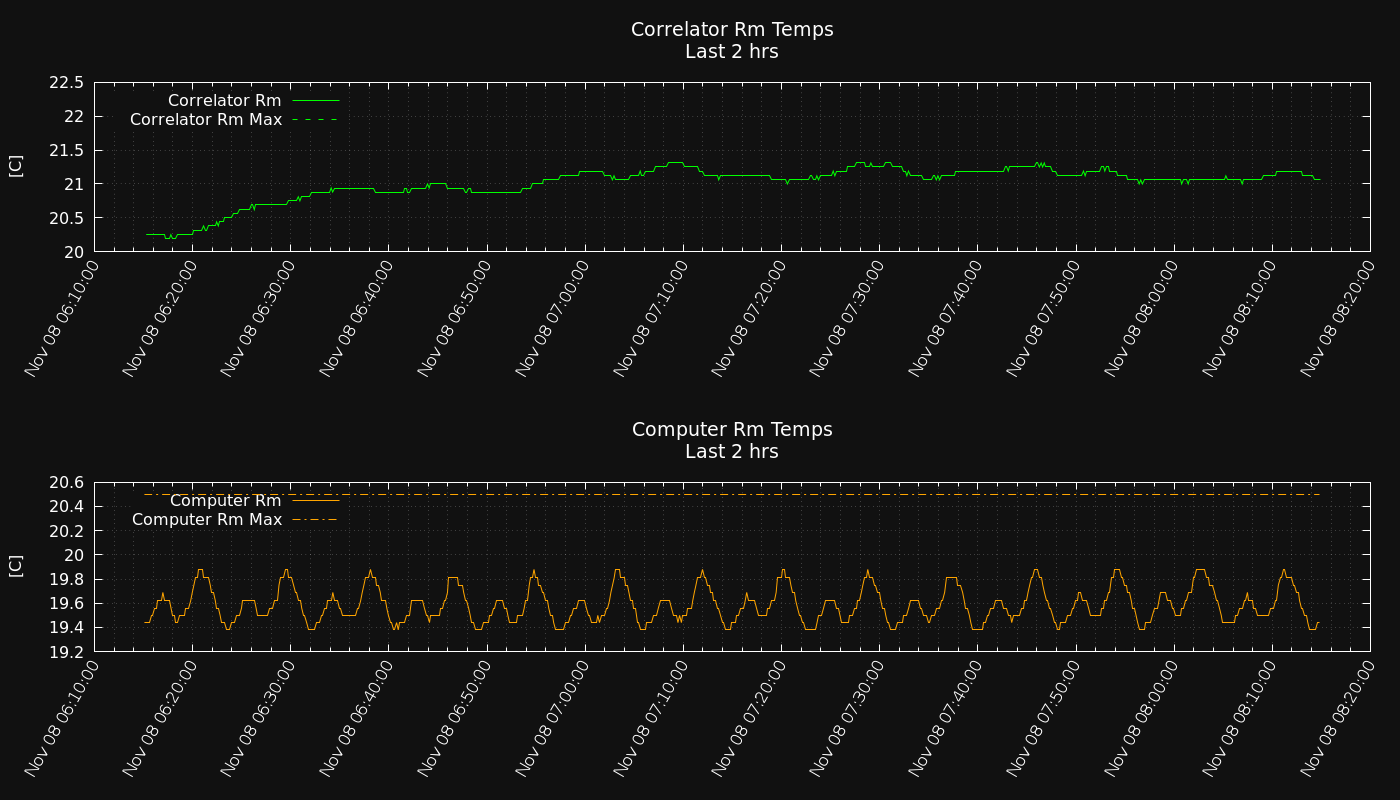 Correlator Rm Temps
Last 2 hrs
22.5
22
21.5
21
20.5
20
[C]
Correlator Rm
Correlator Rm Max
Nov 08 06:10:00
Nov 08 06:20:00
Nov 08 06:30:00
Nov 08 06:40:00
Nov 08 06:50:00
Nov 08 07:00:00
Nov 08 07:10:00
Nov 08 07:20:00
Nov 08 07:30:00
Nov 08 07:40:00
Nov 08 07:50:00
Nov 08 08:00:00
Nov 08 08:10:00
Nov 08 08:20:00
Computer Rm Temps
Last 2 hrs
20.6
20.4
20.2
20
19.8
19.6
19.4
19.2
[C]
Computer Rm
Computer Rm Max
Nov 08 06:10:00
Nov 08 06:20:00
Nov 08 06:30:00
Nov 08 06:40:00
Nov 08 06:50:00
Nov 08 07:00:00
Nov 08 07:10:00
Nov 08 07:20:00
Nov 08 07:30:00
Nov 08 07:40:00
Nov 08 07:50:00
Nov 08 08:00:00
Nov 08 08:10:00
Nov 08 08:20:00